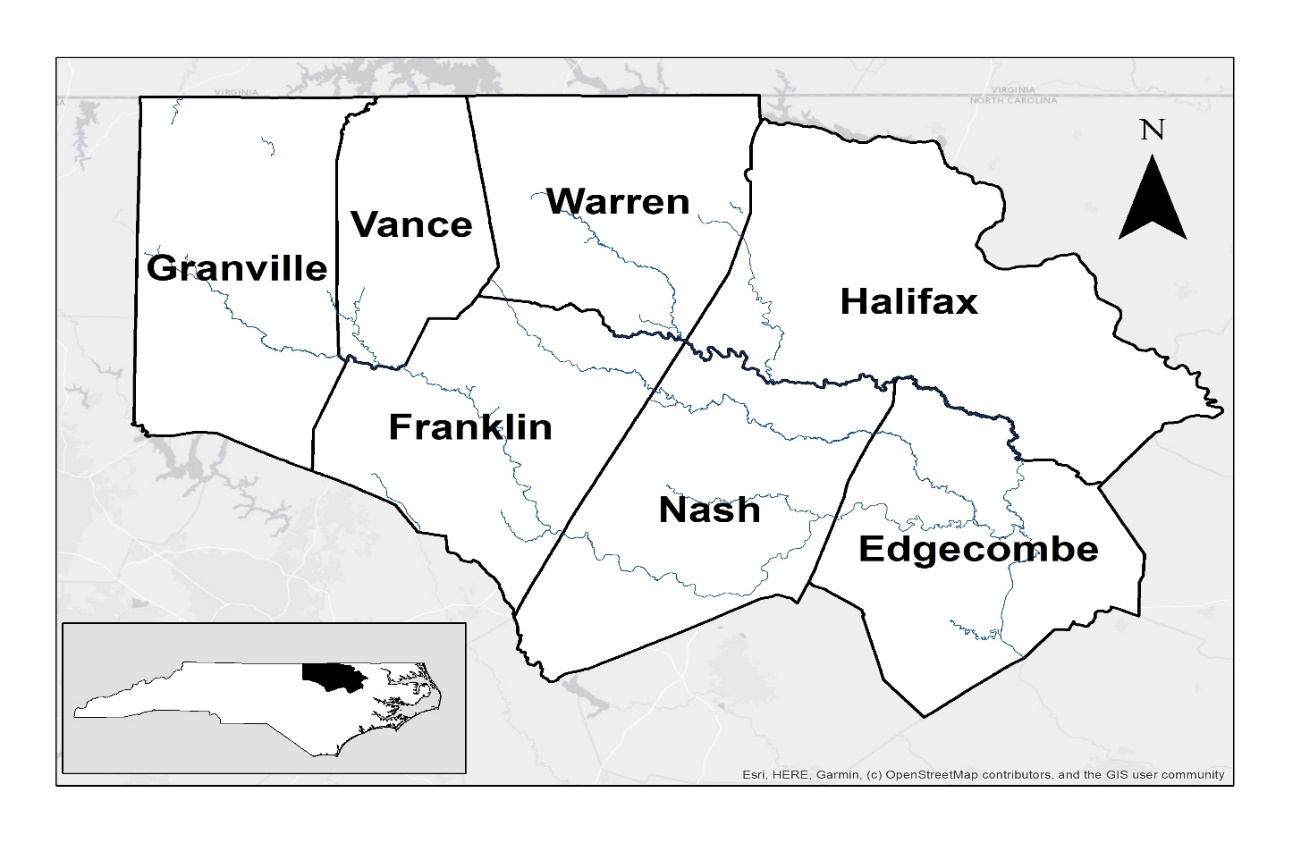 VIRGINIA
VIRGINIA
NORTH CAROLINA
N
Warren
Vance
Granville
Halifax
Franklin
Nash
Edgecombe
Esri, HERE, Garmin, (c) OpenStreetMap contributors, and the GIS user community